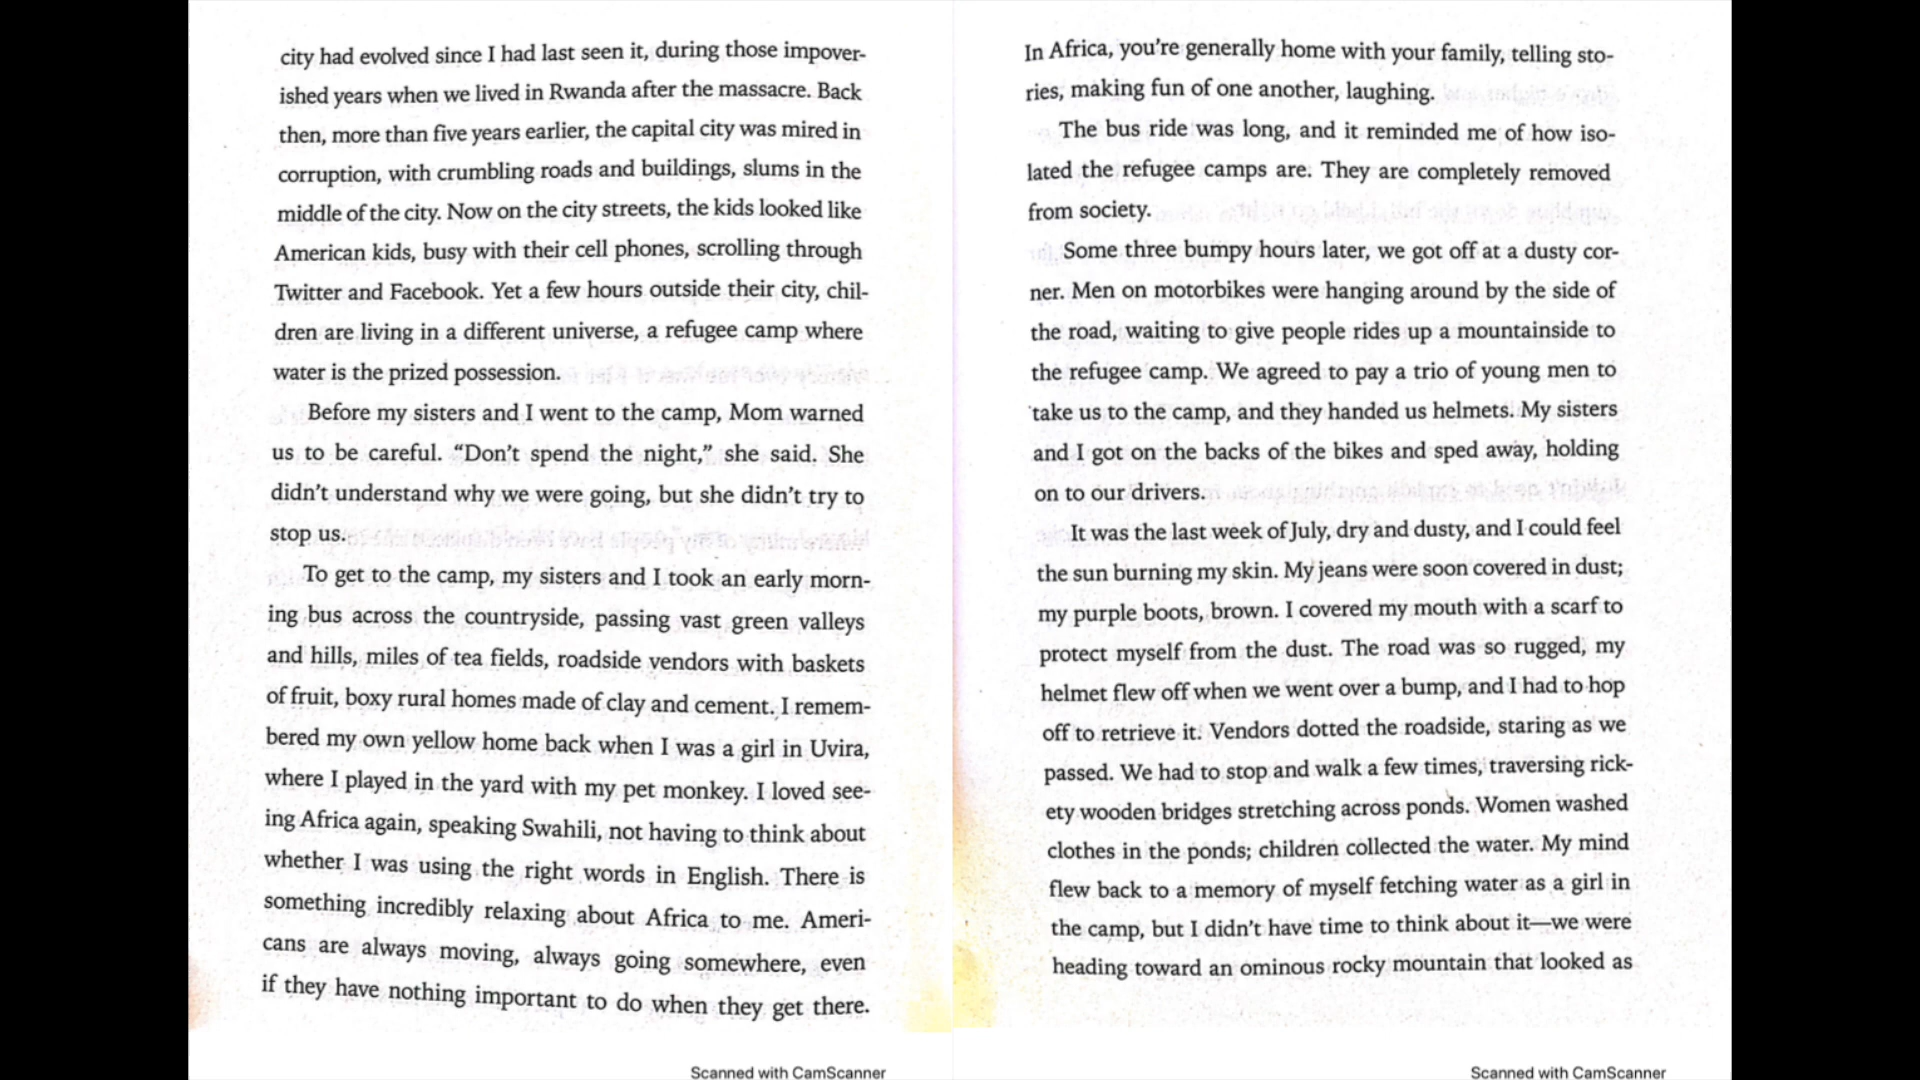 city had evolved since I had last seen it, during those impover-
ished years when we lived in Rwanda after the massacre. Back
then, more than five years earlier, the capital city was mired in
corruption, with crumbling roads and buildings, slums in the
middle of the city. Now on the city streets, the kids looked like
American kids, busy with their cell phones, scrolling through
Twitter and Facebook. Yet a few hours outside their city, chil-
dren are living in a different universe, a refugee camp where
water is the prized possession.
Before my sisters and I went to the camp, Mom warned
us to be careful. “Don’t spend the night,” she said. She
didn’t understand why we were going, but she didn’t try to
stop us.
To get to the camp, my sisters and I took an early morn-
ing bus across the countryside, passing vast green valleys
and hills, miles of tea fields, roadside vendors with baskets
of fruit, boxy rural homes made of clay and cement. I remem-
bered my own yellow home back when I was a girl in Uvira,
where I played in the yard with my pet monkey. I loved see-
ing Africa again, speaking Swahili, not having to think about
whether I was using the right words in English. There is
something incredibly relaxing about Africa to me. Ameri-
cans are always moving, always going somewhere, even
if they have nothing important to do when they get there.
Scanned with CamScanner
In Africa, you’re generally home with your family, telling sto-
ries, making fun of one another, laughing.
The bus ride was long, and it reminded me of how iso-
lated the refugee camps are. They are completely removed
from society.
Some three bumpy hours later, we got off at a dusty cor-
ner. Men on motorbikes were hanging around by the side of
the road, waiting to give people rides up a mountainside to
the refugee camp. We agreed to pay a trio of young men to
take us to the camp, and they handed us helmets. My sisters
and I got on the backs of the bikes and sped away, holding
on to our drivers.
It was the last week of July, dry and dusty, and I could feel
the sun burning my skin. My jeans were soon covered in dust;
my purple boots, brown. I covered my mouth with a scarf to
protect myself from the dust. The road was so rugged, my
helmet flew off when we went over a bump, and I had to hop
off to retrieve it. Vendors dotted the roadside, staring as we
passed. We had to stop and walk a few times, traversing rick-
ety wooden bridges stretching across ponds. Women washed
clothes in the ponds; children collected the water. My mind
flew back to a memory of myself fetching water as a girl in
the camp, but I didn’t have time to think about it—we were
heading toward an ominous rocky mountain that looked as
Scanned with CamScanner